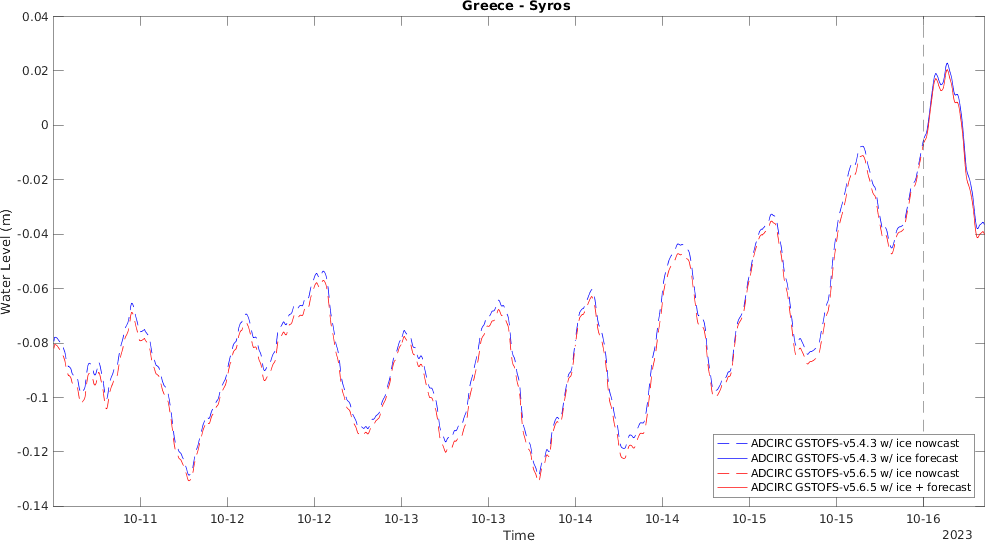 Greece - Syros
0.04
0.02
0
-0.02
-0.04
-0.06
-0.08
-0.1
-0.12
-0.14
Water Level (m)
ADCIRC GSTOFS-v5.4.3 w/ ice nowcast
ADCIRC GSTOFS-v5.4.3 w/ ice forecast
ADCIRC GSTOFS-v5.6.5 w/ ice nowcast
ADCIRC GSTOFS-v5.6.5 w/ ice + forecast
10-11 10-12 10-12 10-13 10-13 10-14 10-14 10-15 10-15 10-16
Time
2023